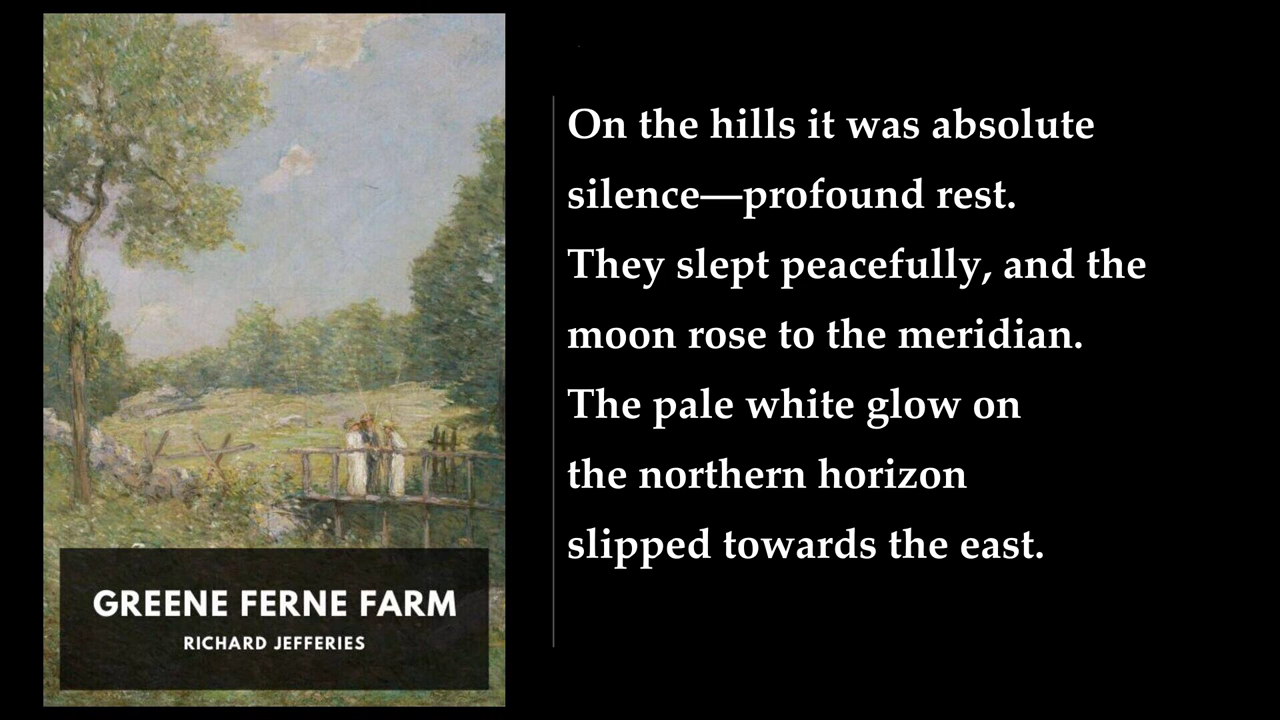 On the hills it was absolute
silence—profound rest.
They slept peacefully, and the
moon rose to the meridian.
The pale white glow on
the northern horizon
slipped towards the east.
GREENE FERNE FARM
RICHARD JEFFERIES